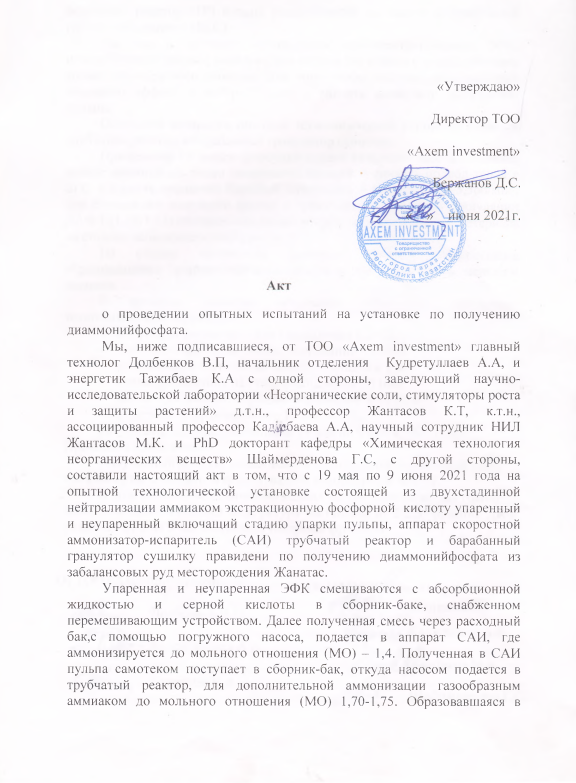 «Утверждаю»
Директор ТОО
«Axem investment»
Бержанов Д.С.
» июня 2021г.
AXEM INVESTMENT
Товарищество
с ограниченной
ответственностью
город Тараз
Республика Казахстан
Акт
о проведении опытных испытаний на установке по получению
диаммонийфосфата.
Мы, ниже подписавшиеся, от ТОО «Axem investment» главный
технолог Долбенков В.П, начальник отделения Кудретуллаев А.А, и
энергетик Тажибаев К.А с одной стороны, заведующий научно-
исследовательской лаборатории «Неорганические соли, стимуляторы роста
и защиты растений» д.т.н., профессор Жантасов К.Т, к.т.н.,
ассоциированный профессор Кадирбаева А.А, научный сотрудник НИЛ
Жантасов М.К. и PhD докторант кафедры «Химическая технология
неорганических веществ» Шаймерденова Г.С, с другой стороны,
составили настоящий акт в том, что с 19 мая по 9 июня 2021 года на
опытной технологической установке состоящей из двухстадинной
нейтрализации аммиаком экстракционную фосфорной кислоту упаренный
и неупаренный включащий стадию упарки пульпы, аппарат скоростной
аммонизатор-испаритель (САИ) трубчатый реактор и барабанный
гранулятор сушилку правидени по получению диаммонийфосфата из
забалансовых руд месторождения Жанатас.
Упаренная и неупаренная ЭФК смешиваются с абсорбционной
жидкостью и серной кислоты в сборник-баке, снабженном
перемешивающим устройством. Далее полученная смесь через расходный
бак,с помощью погружного насоса, подается в аппарат САИ, где
аммонизируется до мольного отношения (МО) – 1,4. Полученная в САИ
пульпа самотеком поступает в сборник-бак, откуда насосом подается в
трубчатый реактор, для дополнительной аммонизации газообразным
аммиаком до мольного отношения (МО) 1,70-1,75. Образовавшаяся в